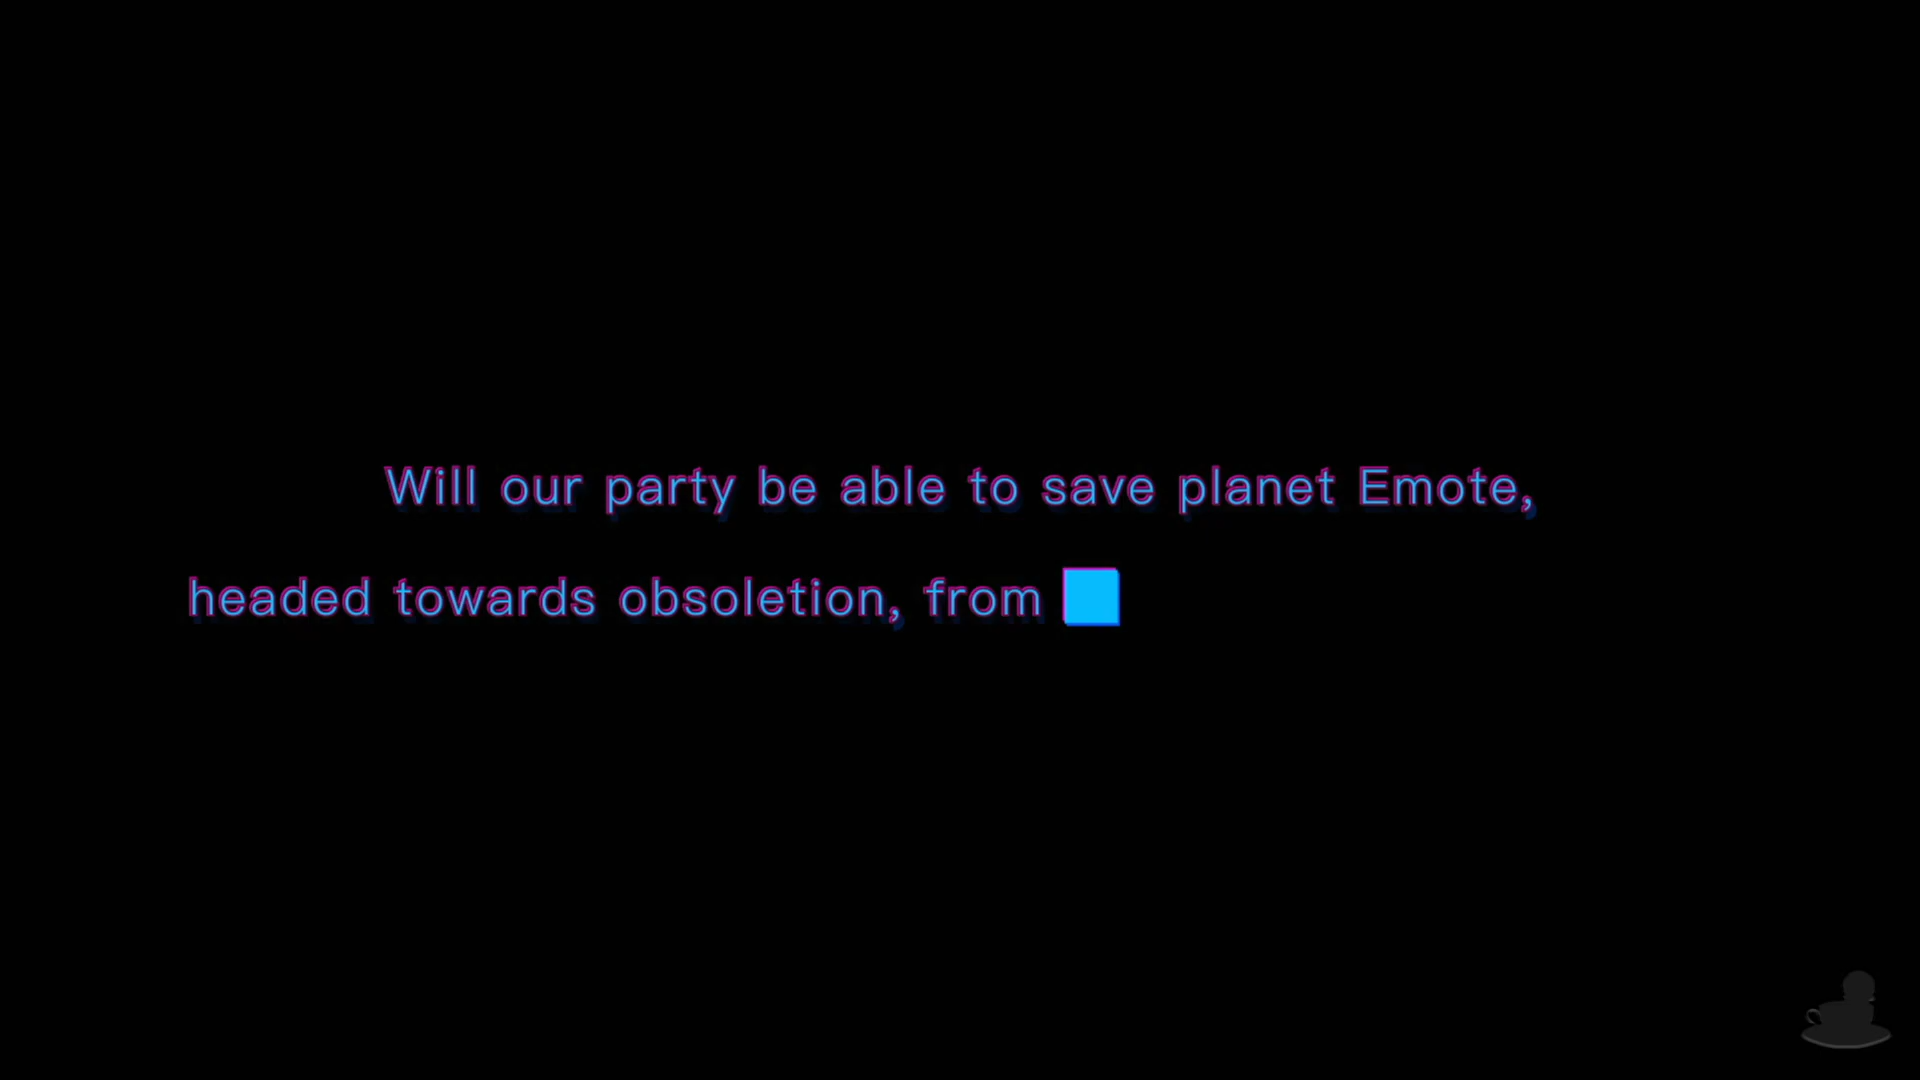 Will our party be able to save planet Emote,
headed towards obsoletion, from